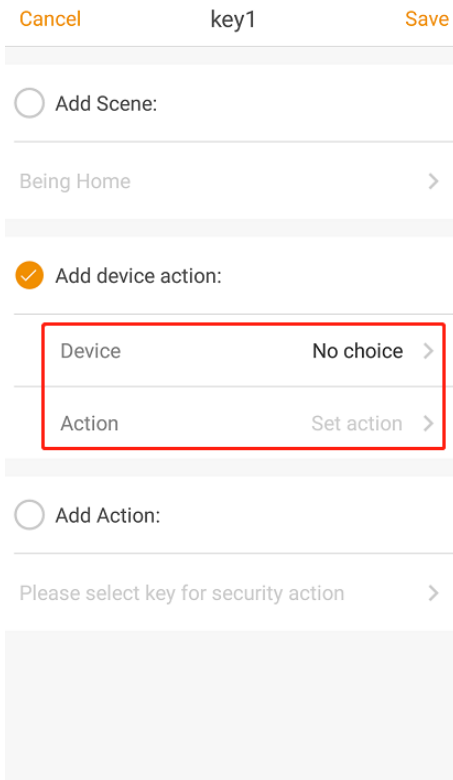 Cancel key1 Save
Add Scene:
Being Home
Add device action:
Device No choice
Action Set action
Add Action:
Please select key for security action